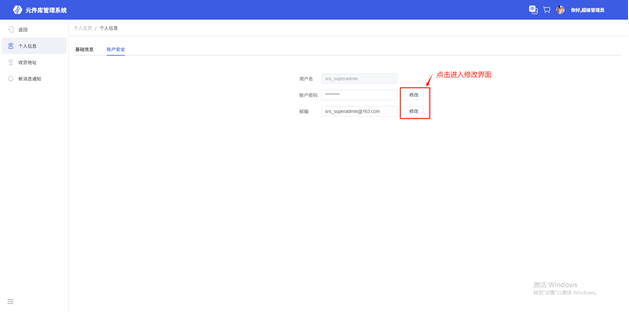 元件库管理系统
你好,超级管理员
返回
个人主页 / 个人信息
个人信息
基础信息
账户安全
收货地址
新消息通知
用户名
srs_superadmin
账户密码
********
修改
邮箱
srs_superadmin@163.com
修改
点击进入修改界面
激活 Windows
转到"设置"以激活 Windows。